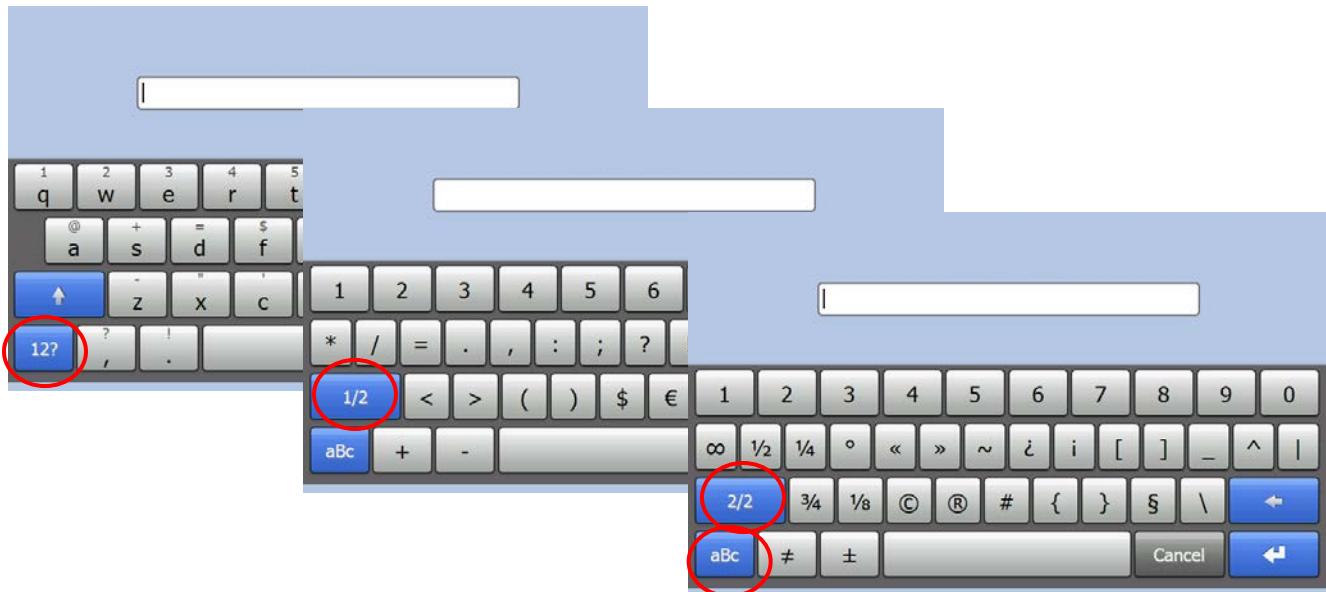 1 2 3 4 5
q w e r t
@ + = $
a s d f
- " '
z x c
12? ? , ! .
1 2 3 4 5 6
* / = . , : ; ?
1/2 < > ( ) $ €
aBc + -
1 2 3 4 5 6 7 8 9 0
∞ ½ ¼ ° « » ~ ¿ ¡ [ ] _ ^ |
2/2 ¾ ⅛ © ® # { } § \
aBc ≠ ± Cancel